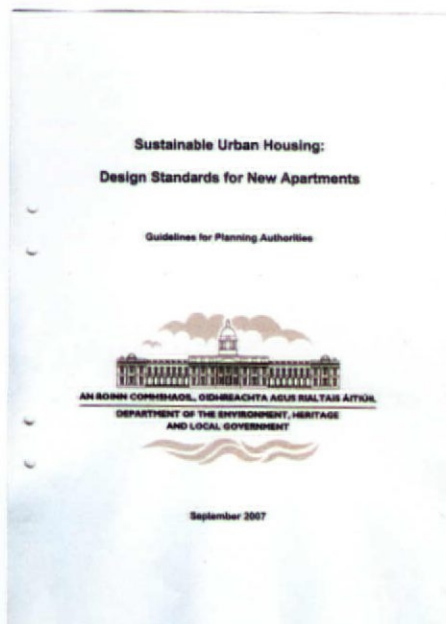 Sustainable Urban Housing:
Design Standards for New Apartments
Guidelines for Planning Authorities
AN ROINN COMHSHAOIL, OIDHREACHTA AGUS RIALTAIS ÁITIÚIL
DEPARTMENT OF THE ENVIRONMENT, HERITAGE
AND LOCAL GOVERNMENT
September 2007